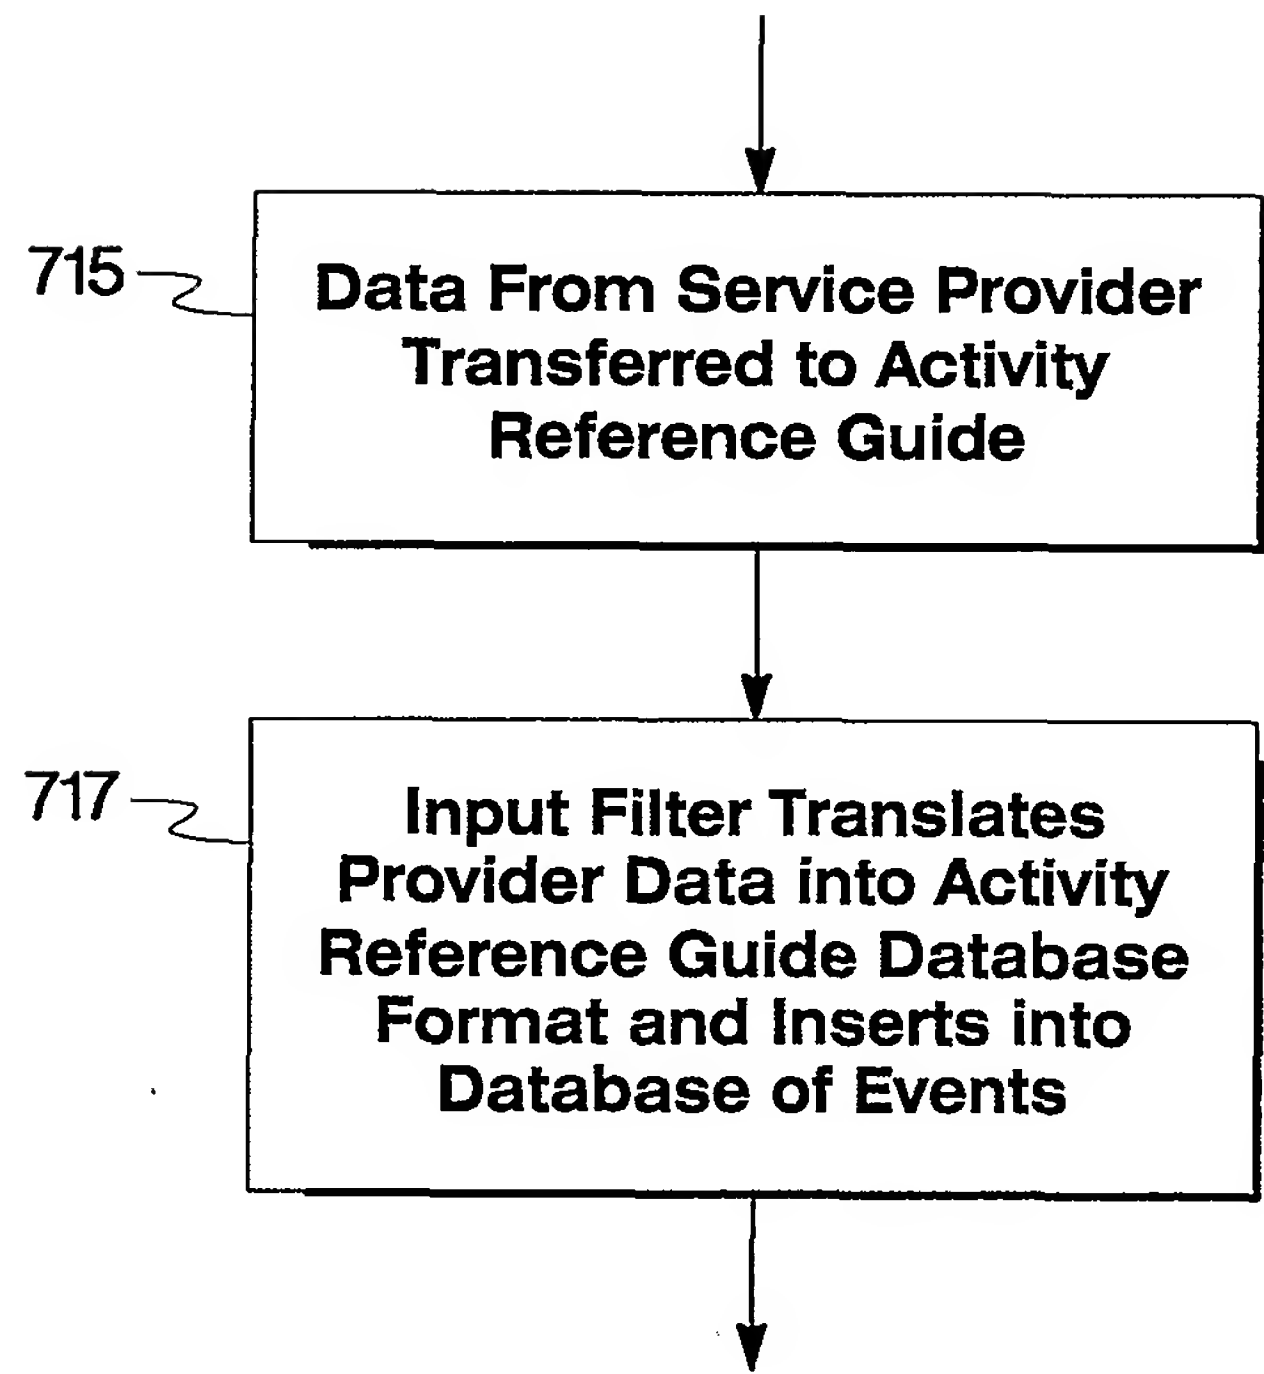 715
Data From Service Provider
Transferred to Activity
Reference Guide
717
Input Filter Translates
Provider Data into Activity
Reference Guide Database
Format and Inserts into
Database of Events